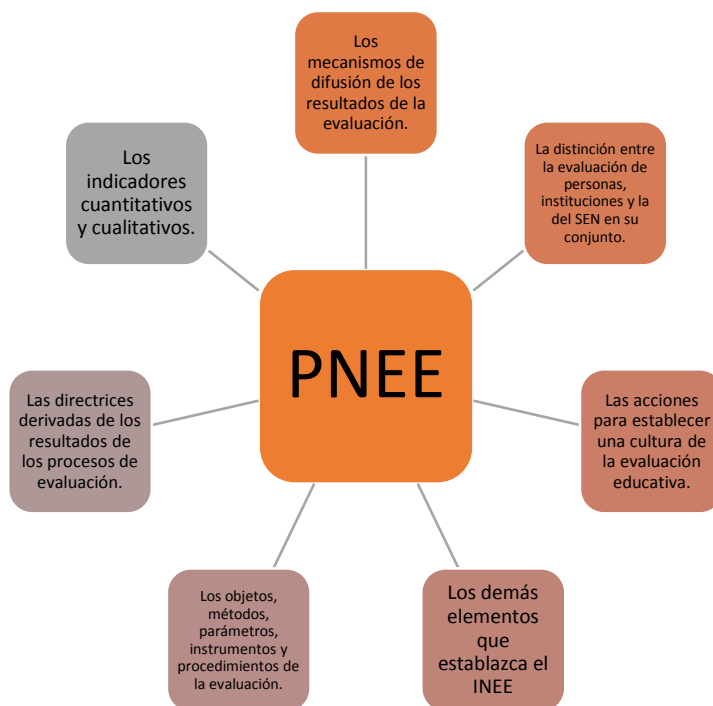 Los
mecanismos de
difusión de los
resultados de la
evaluación.
La distinción entre
la evaluación de
personas,
instituciones y la
del SEN en su
conjunto.
Los
indicadores
cuantitativos
y cualitativos.
PNEE
Las directrices
derivadas de los
resultados de
los procesos de
evaluación.
Las acciones
para establecer
una cultura de
la evaluación
educativa.
Los objetos,
métodos,
parámetros,
instrumentos y
procedimientos de
la evaluación.
Los demás
elementos
que
establazca el
INEE